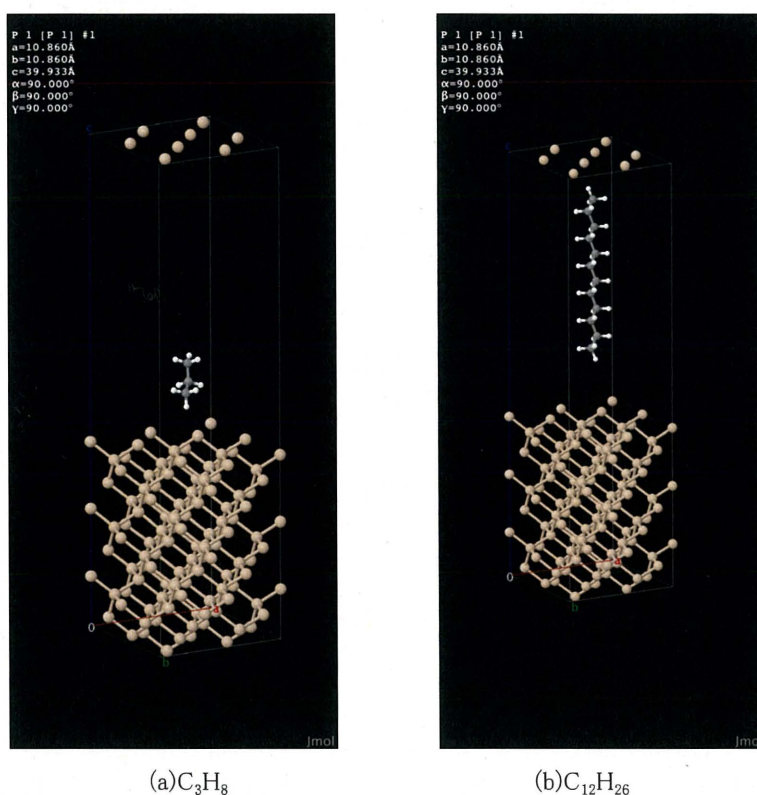 P 1 [P 1] #1
a=10.860Å
b=10.860Å
c=39.933Å
α=90.000°
β=90.000°
γ=90.000°
c
0
a
b
Jmol
(a)C₃H₈
P 1 [P 1] #1
a=10.860Å
b=10.860Å
c=39.933Å
α=90.000°
β=90.000°
γ=90.000°
c
0
a
b
Jmo
(b)C₁₂H₂₆